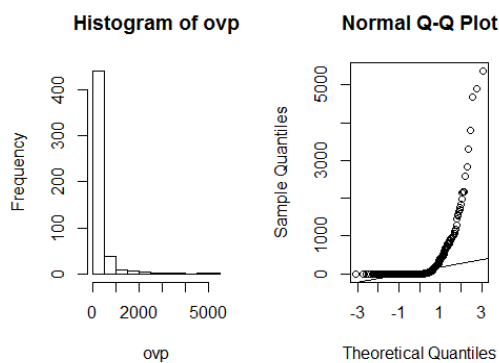 Histogram of ovp
Frequency
0 100 200 300 400
0 2000 5000
ovp
Normal Q-Q Plot
Sample Quantiles
0 1000 3000 5000
-3 -1 1 3
Theoretical Quantiles